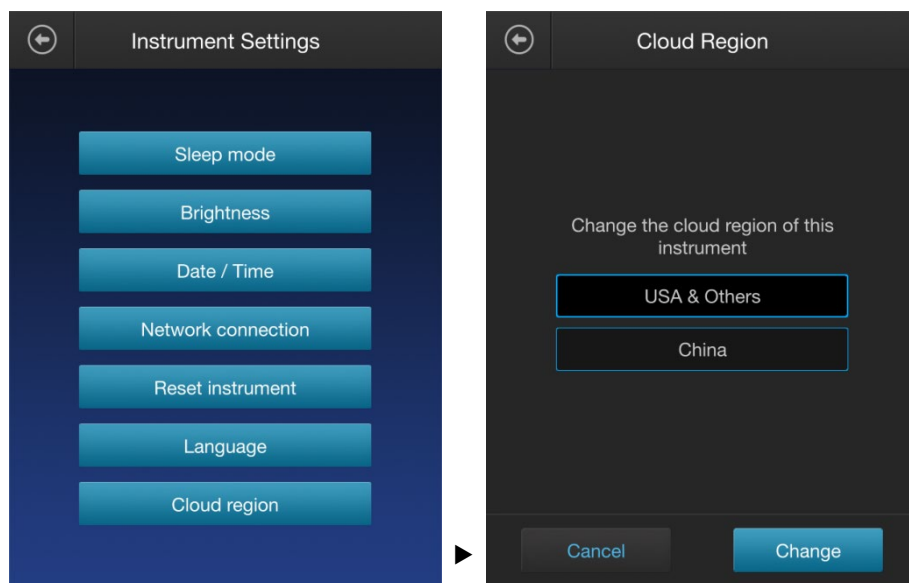 Instrument Settings
Sleep mode
Brightness
Date / Time
Network connection
Reset instrument
Language
Cloud region
Cloud Region
Change the cloud region of this
instrument
USA & Others
China
Cancel
Change